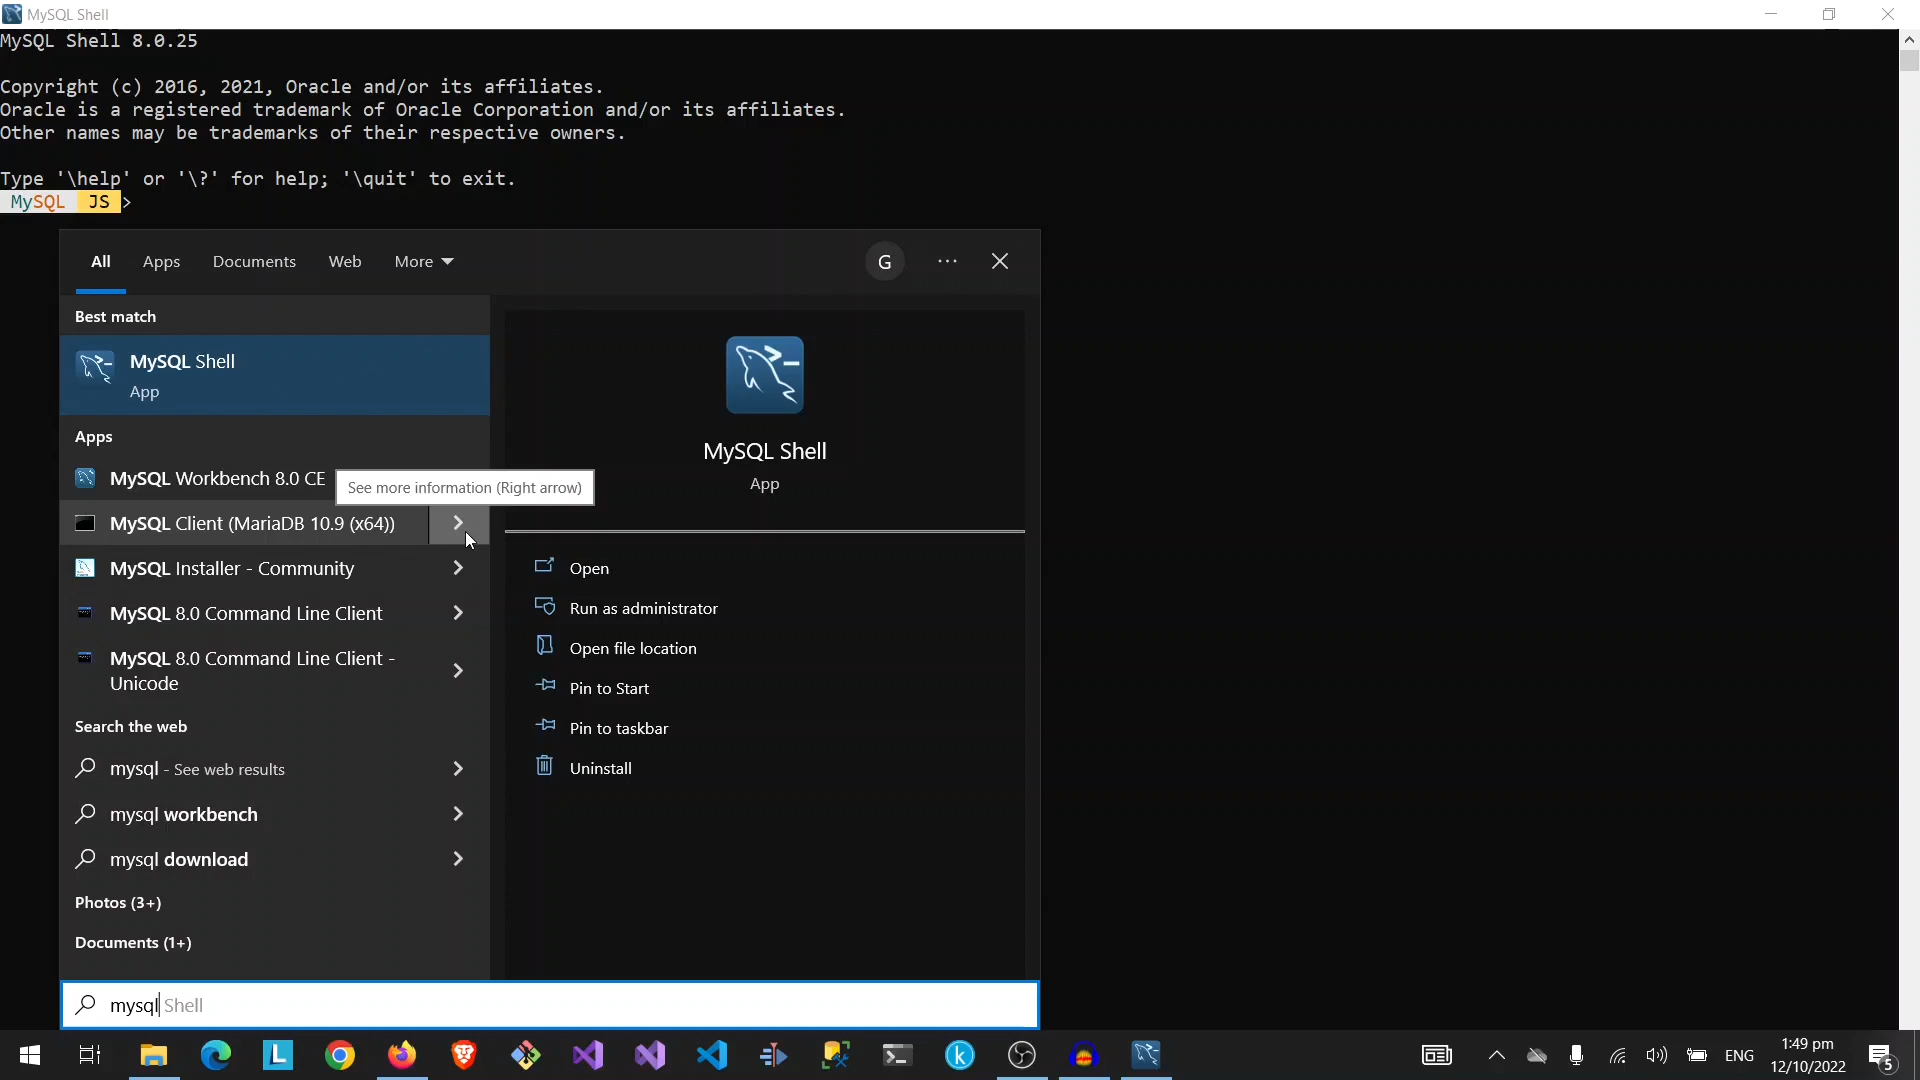 MySQL Shell
MySQL Shell 8.0.25
Copyright (c) 2016, 2021, Oracle and/or its affiliates.
Oracle is a registered trademark of Oracle Corporation and/or its affiliates.
Other names may be trademarks of their respective owners.
Type '\help' or '\?' for help; '\quit' to exit.
MySQL JS >
All Apps Documents Web More G ···
Best match
MySQL Shell
App
Apps
MySQL Workbench 8.0 CE
See more information (Right arrow)
MySQL Client (MariaDB 10.9 (x64))
MySQL Installer - Community
MySQL 8.0 Command Line Client
MySQL 8.0 Command Line Client -
Unicode
Search the web
mysql - See web results
mysql workbench
mysql download
Photos (3+)
Documents (1+)
MySQL Shell
App
Open
Run as administrator
Open file location
Pin to Start
Pin to taskbar
Uninstall
mysql Shell
L
k
ENG
1:49 pm
12/10/2022
5